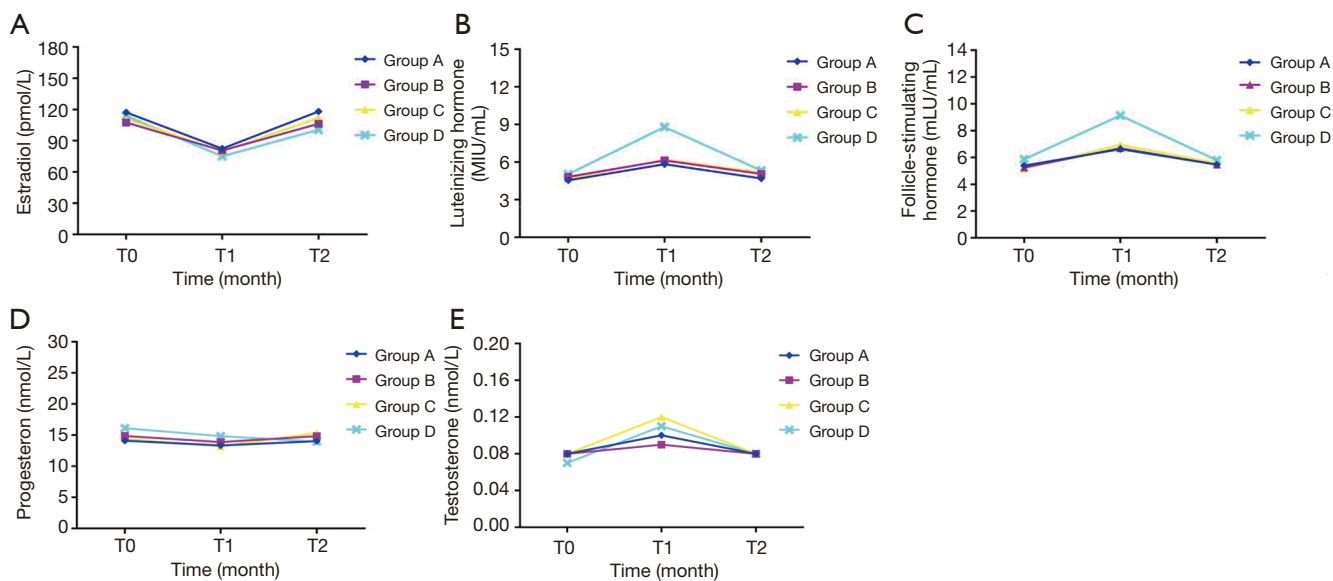 A
Estradiol (pmol/L)
180
150
120
90
60
30
0
T0 T1 T2
Time (month)
Group A
Group B
Group C
Group D
B
Luteinizing hormone
(MIU/mL)
15
12
9
6
3
0
T0 T1 T2
Time (month)
Group A
Group B
Group C
Group D
C
Follicle-stimulating
hormone (mLU/mL)
14
12
10
8
6
4
2
0
T0 T1 T2
Time (month)
Group A
Group B
Group C
Group D
D
Progesteron (nmol/L)
30
25
20
15
10
5
0
T0 T1 T2
Time (month)
Group A
Group B
Group C
Group D
E
Testosterone (nmol/L)
0.20
0.16
0.12
0.08
0.04
0.00
T0 T1 T2
Time (month)
Group A
Group B
Group C
Group D